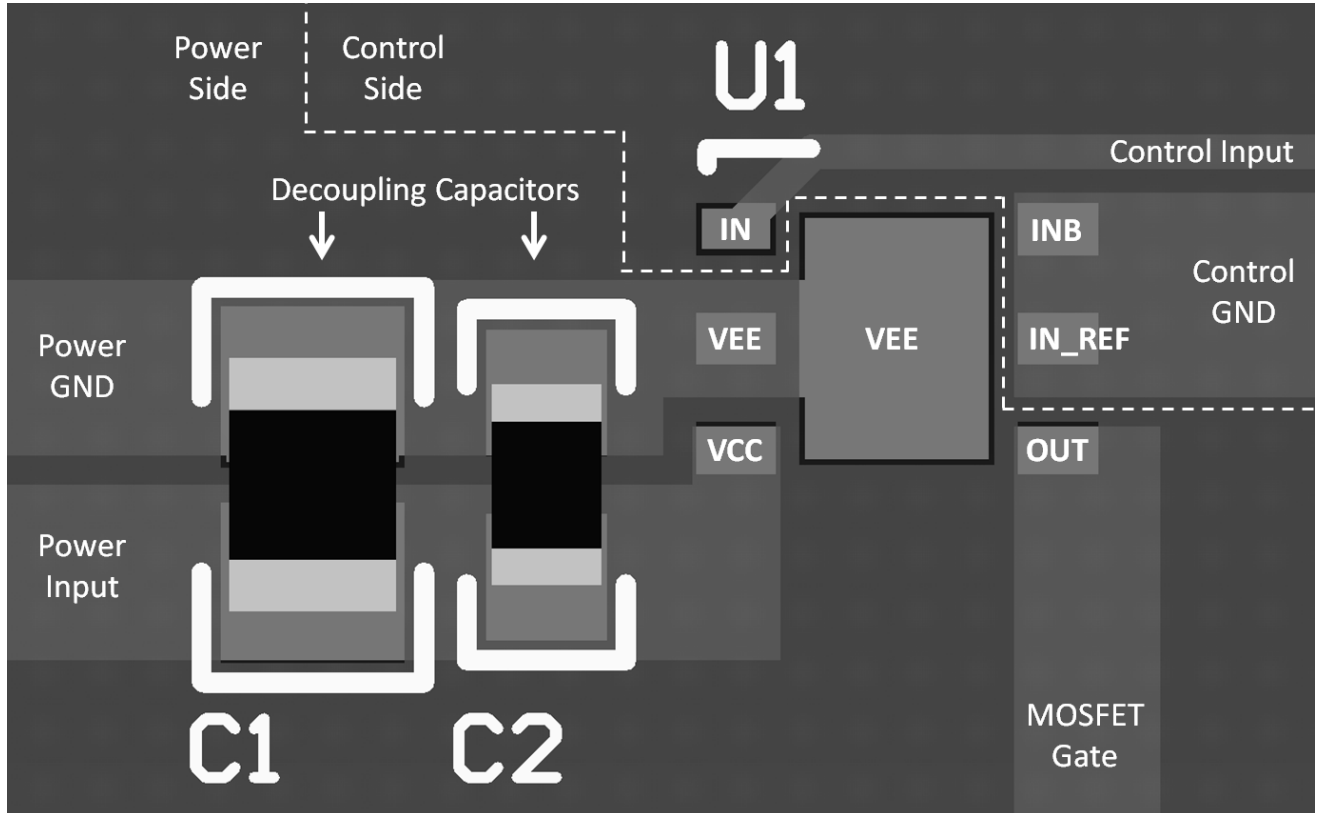 Power
Side
Control
Side
U1
Control Input
Decoupling Capacitors
IN
INB
Control
GND
Power
GND
VEE
VEE
IN_REF
VCC
OUT
Power
Input
MOSFET
Gate
C1
C2